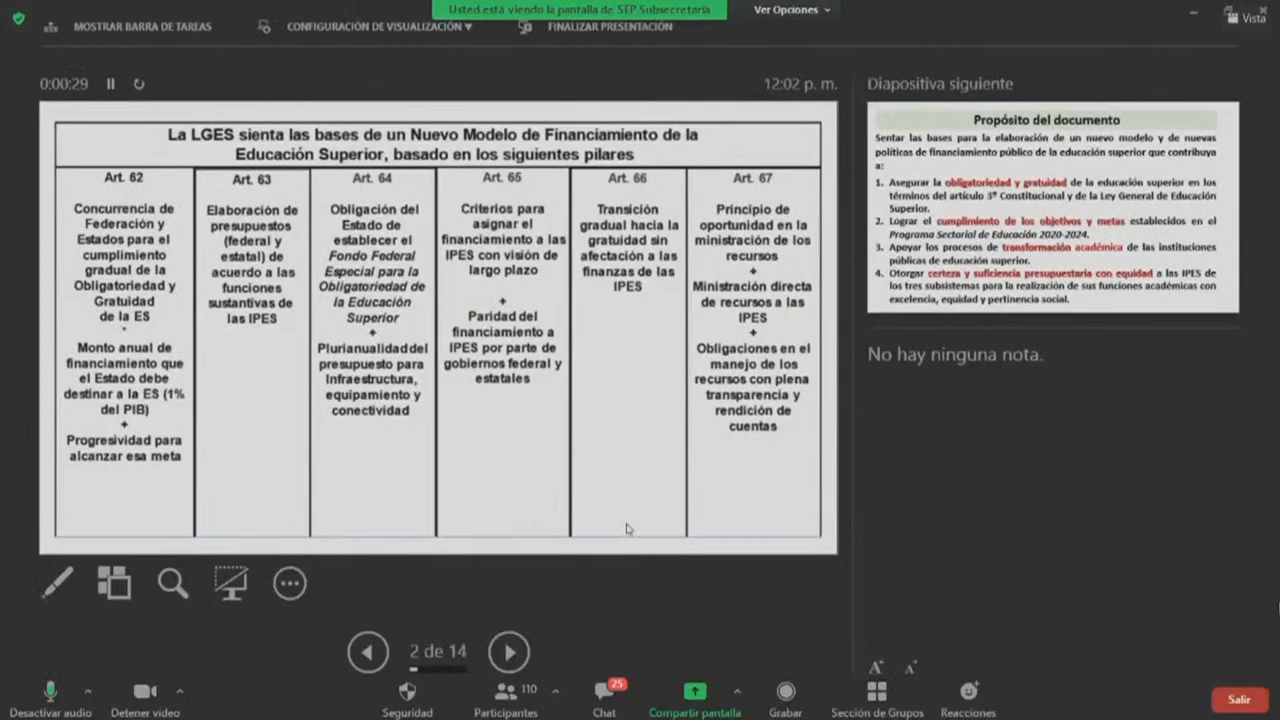 Usted está viendo la pantalla de SEP Subsecretaría
Ver Opciones
MOSTRAR BARRA DE TAREAS
CONFIGURACIÓN DE VISUALIZACIÓN ▼
FINALIZAR PRESENTACIÓN
Vista
0:00:29
12:02 p. m.
La LGES sienta las bases de un Nuevo Modelo de Financiamiento de la
Educación Superior, basado en los siguientes pilares
Art. 62
Concurrencia de
Federación y
Estados para el
cumplimiento
gradual de la
Obligatoriedad y
Gratuidad
de la ES
+
Monto anual de
financiamiento que
el Estado debe
destinar a la ES (1%
del PIB)
+
Progresividad para
alcanzar esa meta
Art. 63
Elaboración de
presupuestos
(federal y
estatal) de
acuerdo a las
funciones
sustantivas de
las IPES
Art. 64
Obligación del
Estado de
establecer el
Fondo Federal
Especial para la
Obligatoriedad de
la Educación
Superior
+
Plurianualidad del
presupuesto para
Infraestructura,
equipamiento y
conectividad
Art. 65
Criterios para
asignar el
financiamiento a las
IPES con visión de
largo plazo
+
Paridad del
financiamiento a
IPES por parte de
gobiernos federal y
estatales
Art. 66
Transición
gradual hacia la
gratuidad sin
afectación a las
finanzas de las
IPES
Art. 67
Principio de
oportunidad en la
ministración de los
recursos
+
Ministración directa
de recursos a las
IPES
+
Obligaciones en el
manejo de los
recursos con plena
transparencia y
rendición de
cuentas
Diapositiva siguiente
Propósito del documento
Sentar las bases para la elaboración de un nuevo modelo y de nuevas
políticas de financiamiento público de la educación superior que contribuya
a:
1. Asegurar la obligatoriedad y gratuidad de la educación superior en los
términos del artículo 3º Constitucional y de la Ley General de Educación
Superior.
2. Lograr el cumplimiento de los objetivos y metas establecidos en el
Programa Sectorial de Educación 2020-2024.
3. Apoyar los procesos de transformación académica de las instituciones
públicas de educación superior.
4. Otorgar certeza y suficiencia presupuestaria con equidad a las IPES de
los tres subsistemas para la realización de sus funciones académicas con
excelencia, equidad y pertinencia social.
No hay ninguna nota.
2 de 14
A A
Desactivar audio
Detener video
Seguridad
110
Participantes
25
Chat
Compartir pantalla
Grabar
Sección de Grupos
Reacciones
Salir